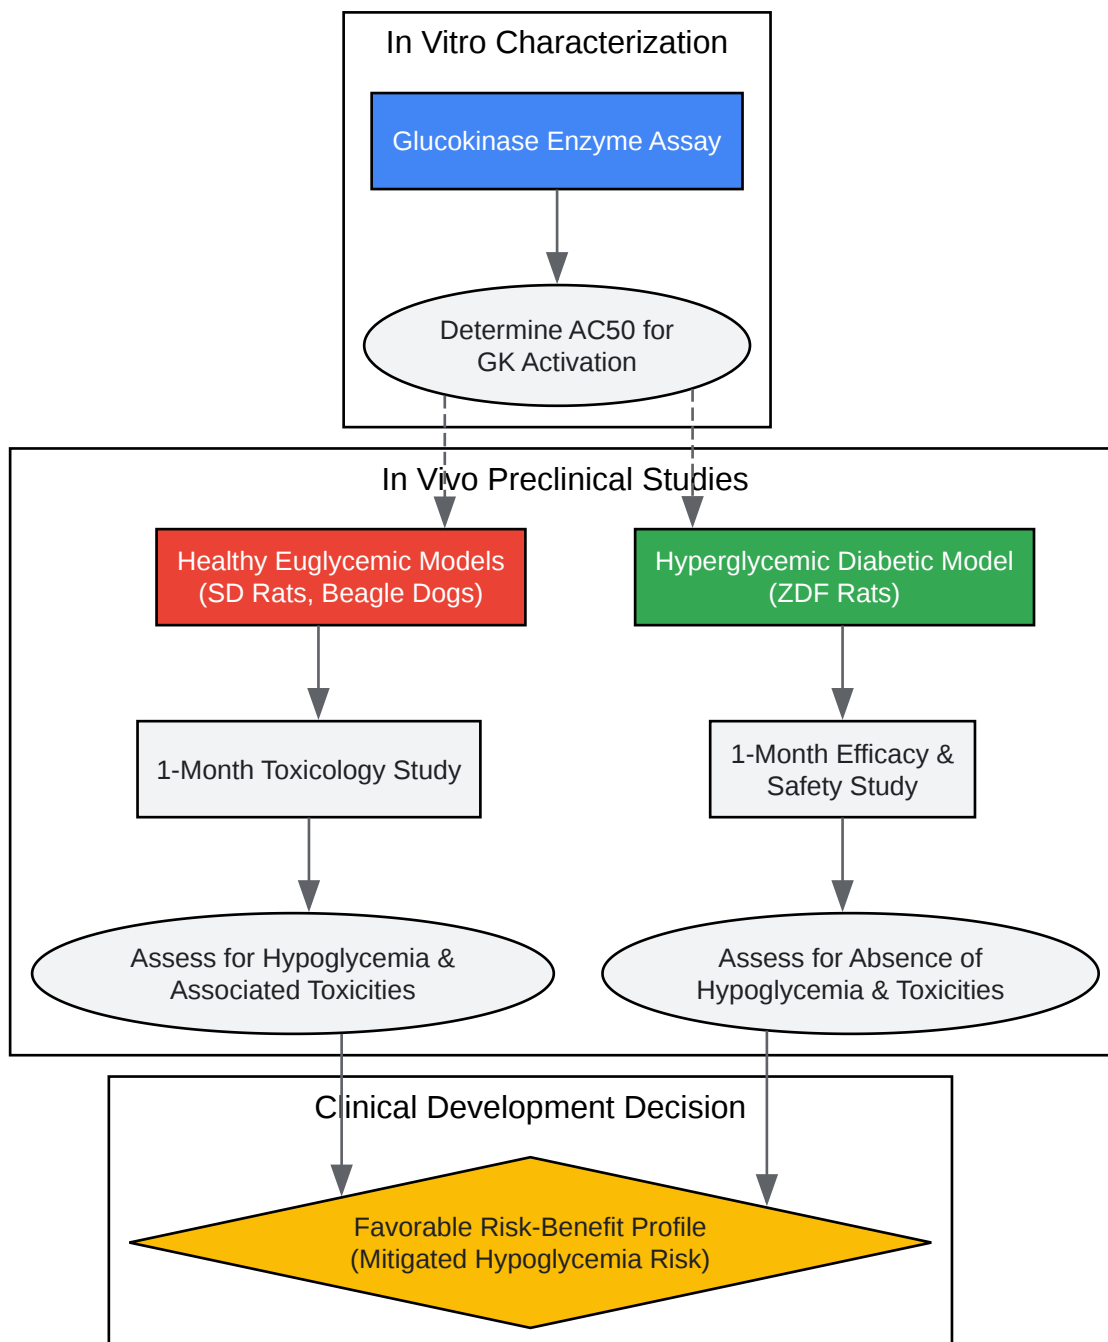 In Vitro Characterization
Glucokinase Enzyme Assay
Determine AC50 for
GK Activation
In Vivo Preclinical Studies
Healthy Euglycemic Models
(SD Rats, Beagle Dogs)
Hyperglycemic Diabetic Model
(ZDF Rats)
1-Month Toxicology Study
1-Month Efficacy &
Safety Study
Assess for Hypoglycemia &
Associated Toxicities
Assess for Absence of
Hypoglycemia & Toxicities
Clinical Development Decision
Favorable Risk-Benefit Profile
(Mitigated Hypoglycemia Risk)